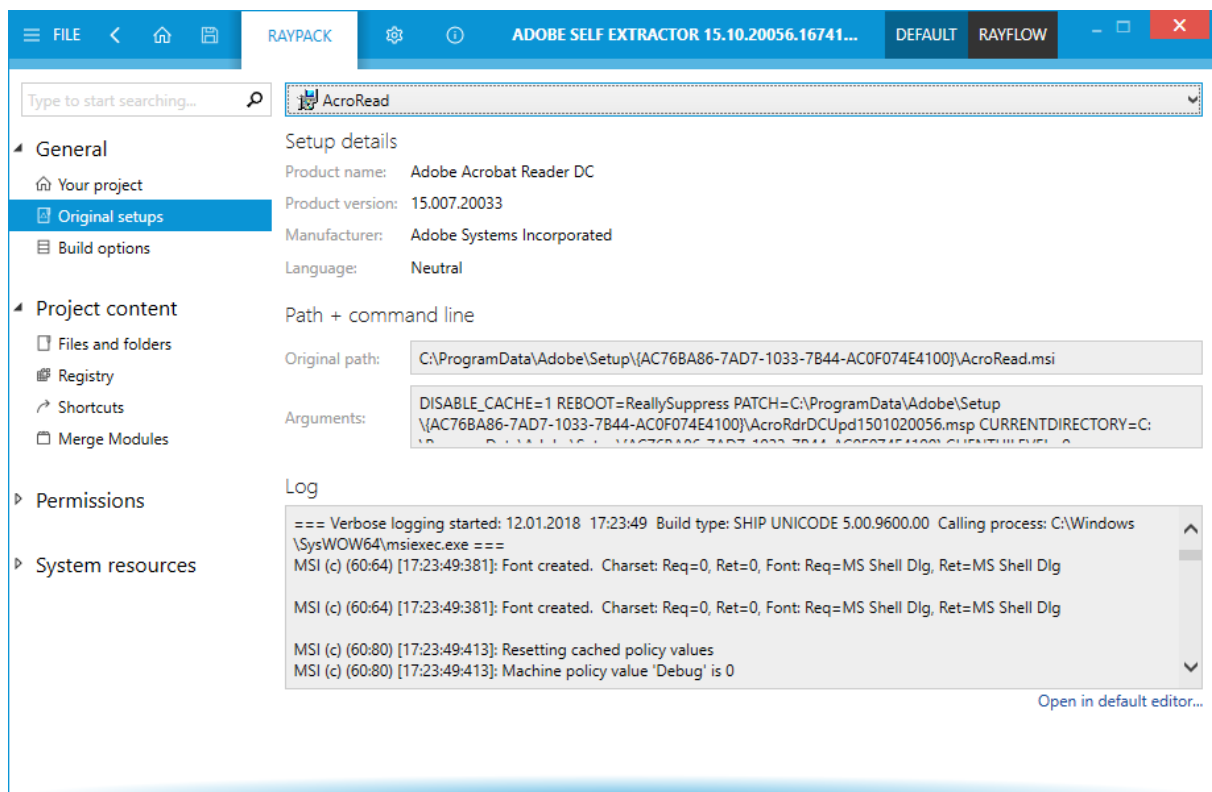 FILE
RAYPACK
ADOBE SELF EXTRACTOR 15.10.20056.16741...
DEFAULT
RAYFLOW
Type to start searching...
General
Your project
Original setups
Build options
Project content
Files and folders
Registry
Shortcuts
Merge Modules
Permissions
System resources
AcroRead
Setup details
Product name: Adobe Acrobat Reader DC
Product version: 15.007.20033
Manufacturer: Adobe Systems Incorporated
Language: Neutral
Path + command line
Original path: C:\ProgramData\Adobe\Setup\{AC76BA86-7AD7-1033-7B44-AC0F074E4100}\AcroRead.msi
Arguments: DISABLE_CACHE=1 REBOOT=ReallySuppress PATCH=C:\ProgramData\Adobe\Setup
\{AC76BA86-7AD7-1033-7B44-AC0F074E4100}\AcroRdrDCUpd1501020056.msp CURRENTDIRECTORY=C:
Log
=== Verbose logging started: 12.01.2018 17:23:49 Build type: SHIP UNICODE 5.00.9600.00 Calling process: C:\Windows
\SysWOW64\msiexec.exe ===
MSI (c) (60:64) [17:23:49:381]: Font created. Charset: Req=0, Ret=0, Font: Req=MS Shell Dlg, Ret=MS Shell Dlg
MSI (c) (60:64) [17:23:49:381]: Font created. Charset: Req=0, Ret=0, Font: Req=MS Shell Dlg, Ret=MS Shell Dlg
MSI (c) (60:80) [17:23:49:413]: Resetting cached policy values
MSI (c) (60:80) [17:23:49:413]: Machine policy value 'Debug' is 0
Open in default editor...